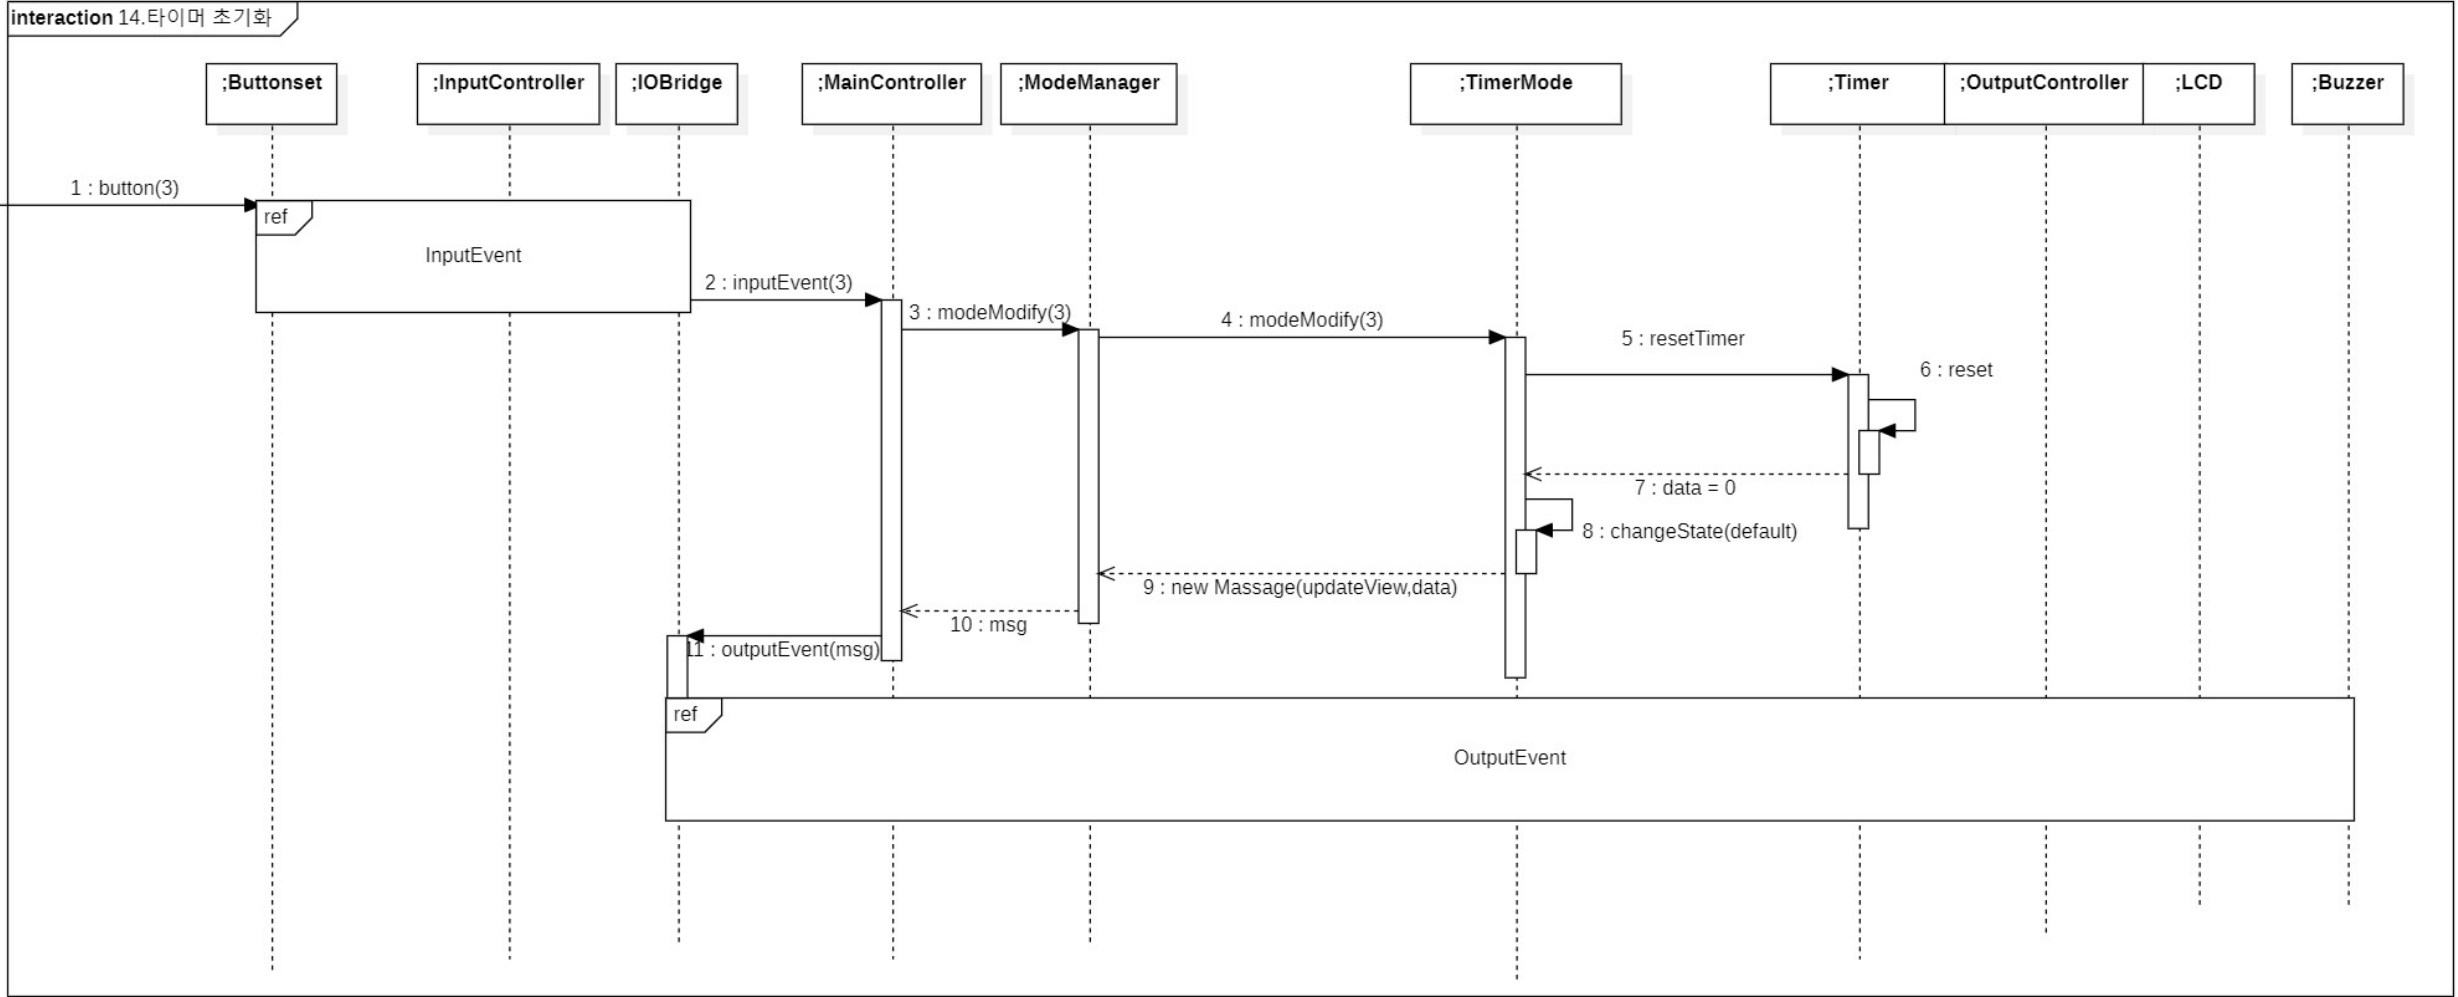 interaction 14.타이머 초기화
;Buttonset
;InputController
;IOBridge
;MainController
;ModeManager
;TimerMode
;Timer
;OutputController
;LCD
;Buzzer
1 : button(3)
ref
InputEvent
2 : inputEvent(3)
3 : modeModify(3)
4 : modeModify(3)
5 : resetTimer
6 : reset
7 : data = 0
8 : changeState(default)
9 : new Massage(updateView,data)
10 : msg
11 : outputEvent(msg)
ref
OutputEvent